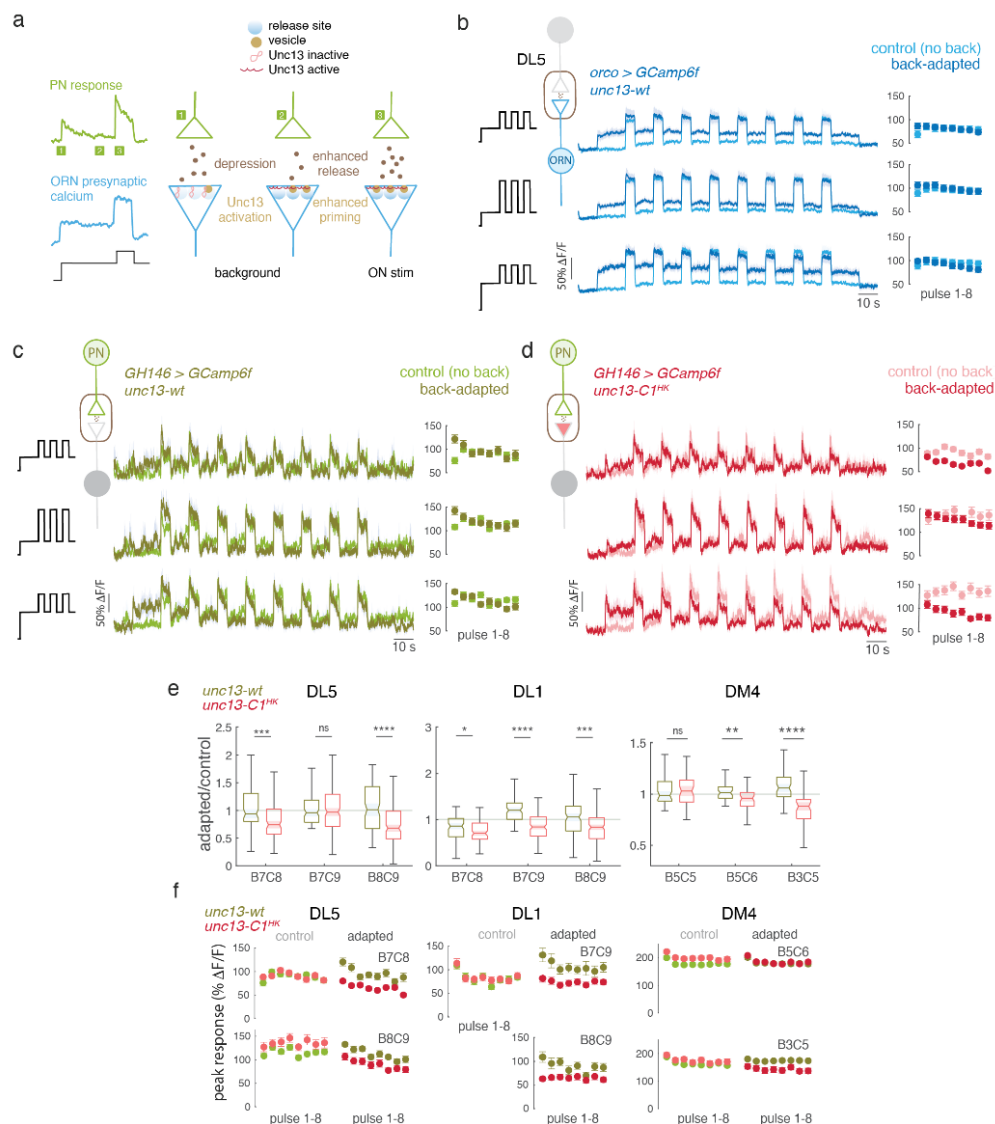 a
release site
vesicle
Unc13 inactive
Unc13 active
PN response
1
2
3
1
2
3
depression
enhanced
release
ORN presynaptic
calcium
Unc13
activation
enhanced
priming
background
ON stim
b
DL5
orco > GCamp6f
unc13-wt
control (no back)
back-adapted
ORN
100
50
100
50
100
50
50% ΔF/F
10 s
pulse 1-8
c
PN
GH146 > GCamp6f
unc13-wt
control (no back)
back-adapted
150
100
50
150
100
50
150
100
50
50% ΔF/F
10 s
pulse 1-8
d
PN
GH146 > GCamp6f
unc13-C1HK
control (no back
back-adapted
150
100
50
150
100
50
150
100
50
50% ΔF/F
10 s
pulse 1-8
e
unc13-wt
unc13-C1HK
DL5
DL1
DM4
adapted/control
2.5
2
1.5
1
0.5
0
*** ns ****
B7C8 B7C9 B8C9
3
2
1
0
* **** ***
B7C8 B7C9 B8C9
1.5
1
0.5
ns ** ****
B5C5 B5C6 B3C5
f
unc13-wt
unc13-C1HK
DL5
DL1
DM4
control adapted
control adapted
control adapted
peak response (% ΔF/F)
B7C8
150
100
50
0
B7C9
150
100
50
0
pulse 1-8
B5C6
200
100
0
B8C9
150
100
50
0
pulse 1-8 pulse 1-8
B8C9
150
100
50
0
pulse 1-8
B3C5
200
100
0
pulse 1-8 pulse 1-8